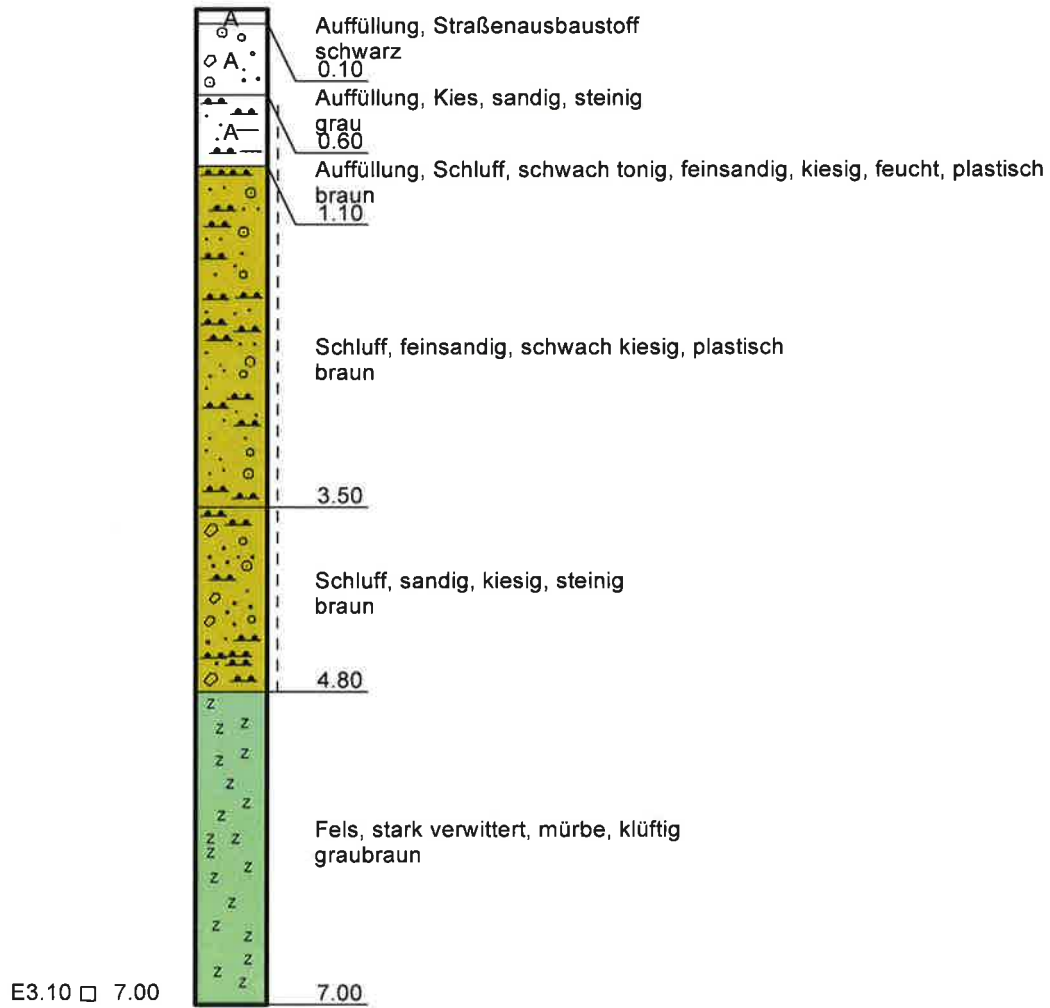 A
Auffüllung, Straßenausbaustoff
schwarz
0.10
A
Auffüllung, Kies, sandig, steinig
grau
0.60
A
Auffüllung, Schluff, schwach tonig, feinsandig, kiesig, feucht, plastisch
braun
1.10
Schluff, feinsandig, schwach kiesig, plastisch
braun
3.50
Schluff, sandig, kiesig, steinig
braun
4.80
z
z z
z z
z
z
z
z z
z
z z
z
z
z
z
z
z
Fels, stark verwittert, mürbe, klüftig
graubraun
E3.10 □ 7.00
7.00